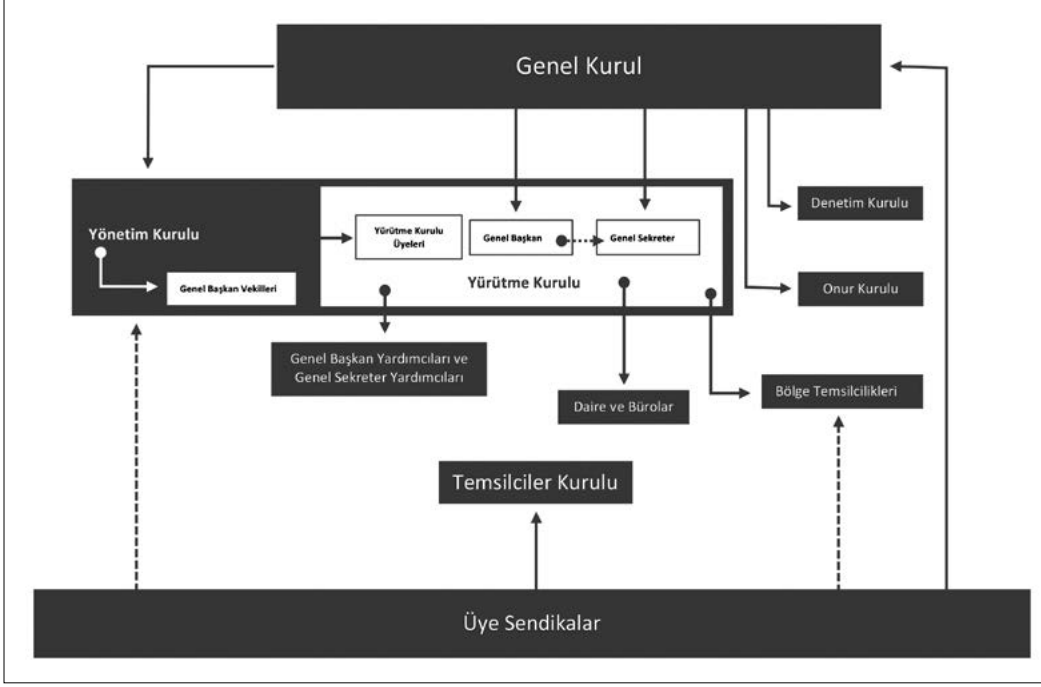 Genel Kurul
Denetim Kurulu
Yönetim Kurulu
Yürütme Kurulu
Üyeleri
Genel Başkan
Genel Sekreter
Genel Başkan Vekilleri
Yürütme Kurulu
Onur Kurulu
Genel Başkan Yardımcıları ve
Genel Sekreter Yardımcıları
Daire ve Bürolar
Bölge Temsilcilikleri
Temsilciler Kurulu
Üye Sendikalar